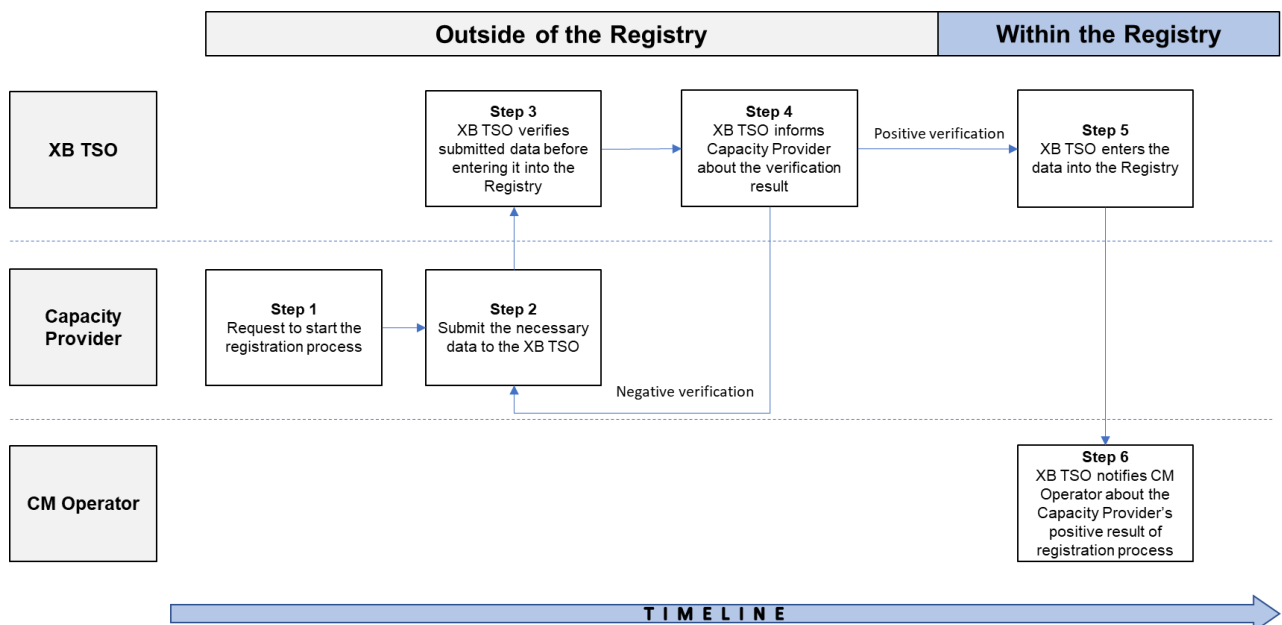 Outside of the Registry
Within the Registry
XB TSO
Step 3
XB TSO verifies
submitted data before
entering it into the
Registry
Step 4
XB TSO informs
Capacity Provider
about the verification
result
Positive verification
Step 5
XB TSO enters the
data into the Registry
Capacity
Provider
Step 1
Request to start the
registration process
Step 2
Submit the necessary
data to the XB TSO
Negative verification
CM Operator
Step 6
XB TSO notifies CM
Operator about the
Capacity Provider’s
positive result of
registration process
TIMELINE